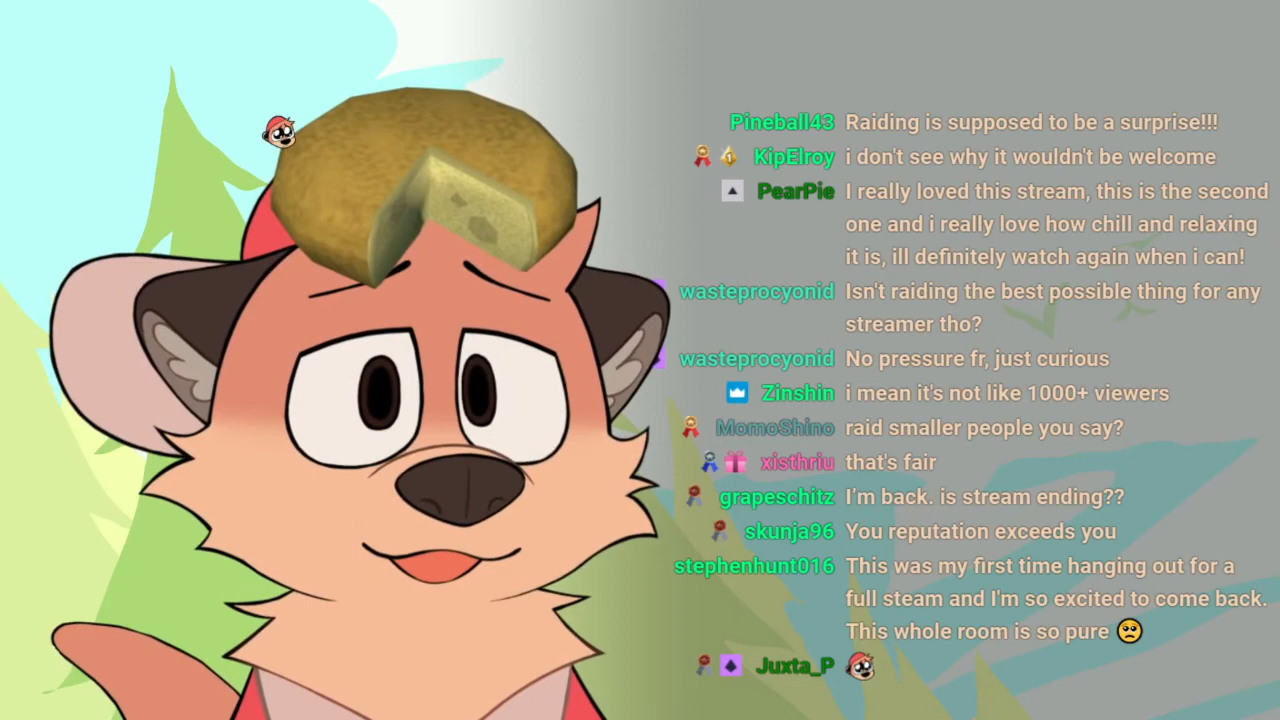 Pineball43 Raiding is supposed to be a surprise!!!
KipElroy i don't see why it wouldn't be welcome
PearPie I really loved this stream, this is the second
one and i really love how chill and relaxing
it is, ill definitely watch again when i can!
wasteprocyonid Isn't raiding the best possible thing for any
streamer tho?
wasteprocyonid No pressure fr, just curious
Zinshin i mean it's not like 1000+ viewers
MomoShino raid smaller people you say?
xisthriu that's fair
grapeschitz I'm back. is stream ending??
skunja96 You reputation exceeds you
stephenhunt016 This was my first time hanging out for a
full steam and I'm so excited to come back.
This whole room is so pure 🥺
Juxta_P